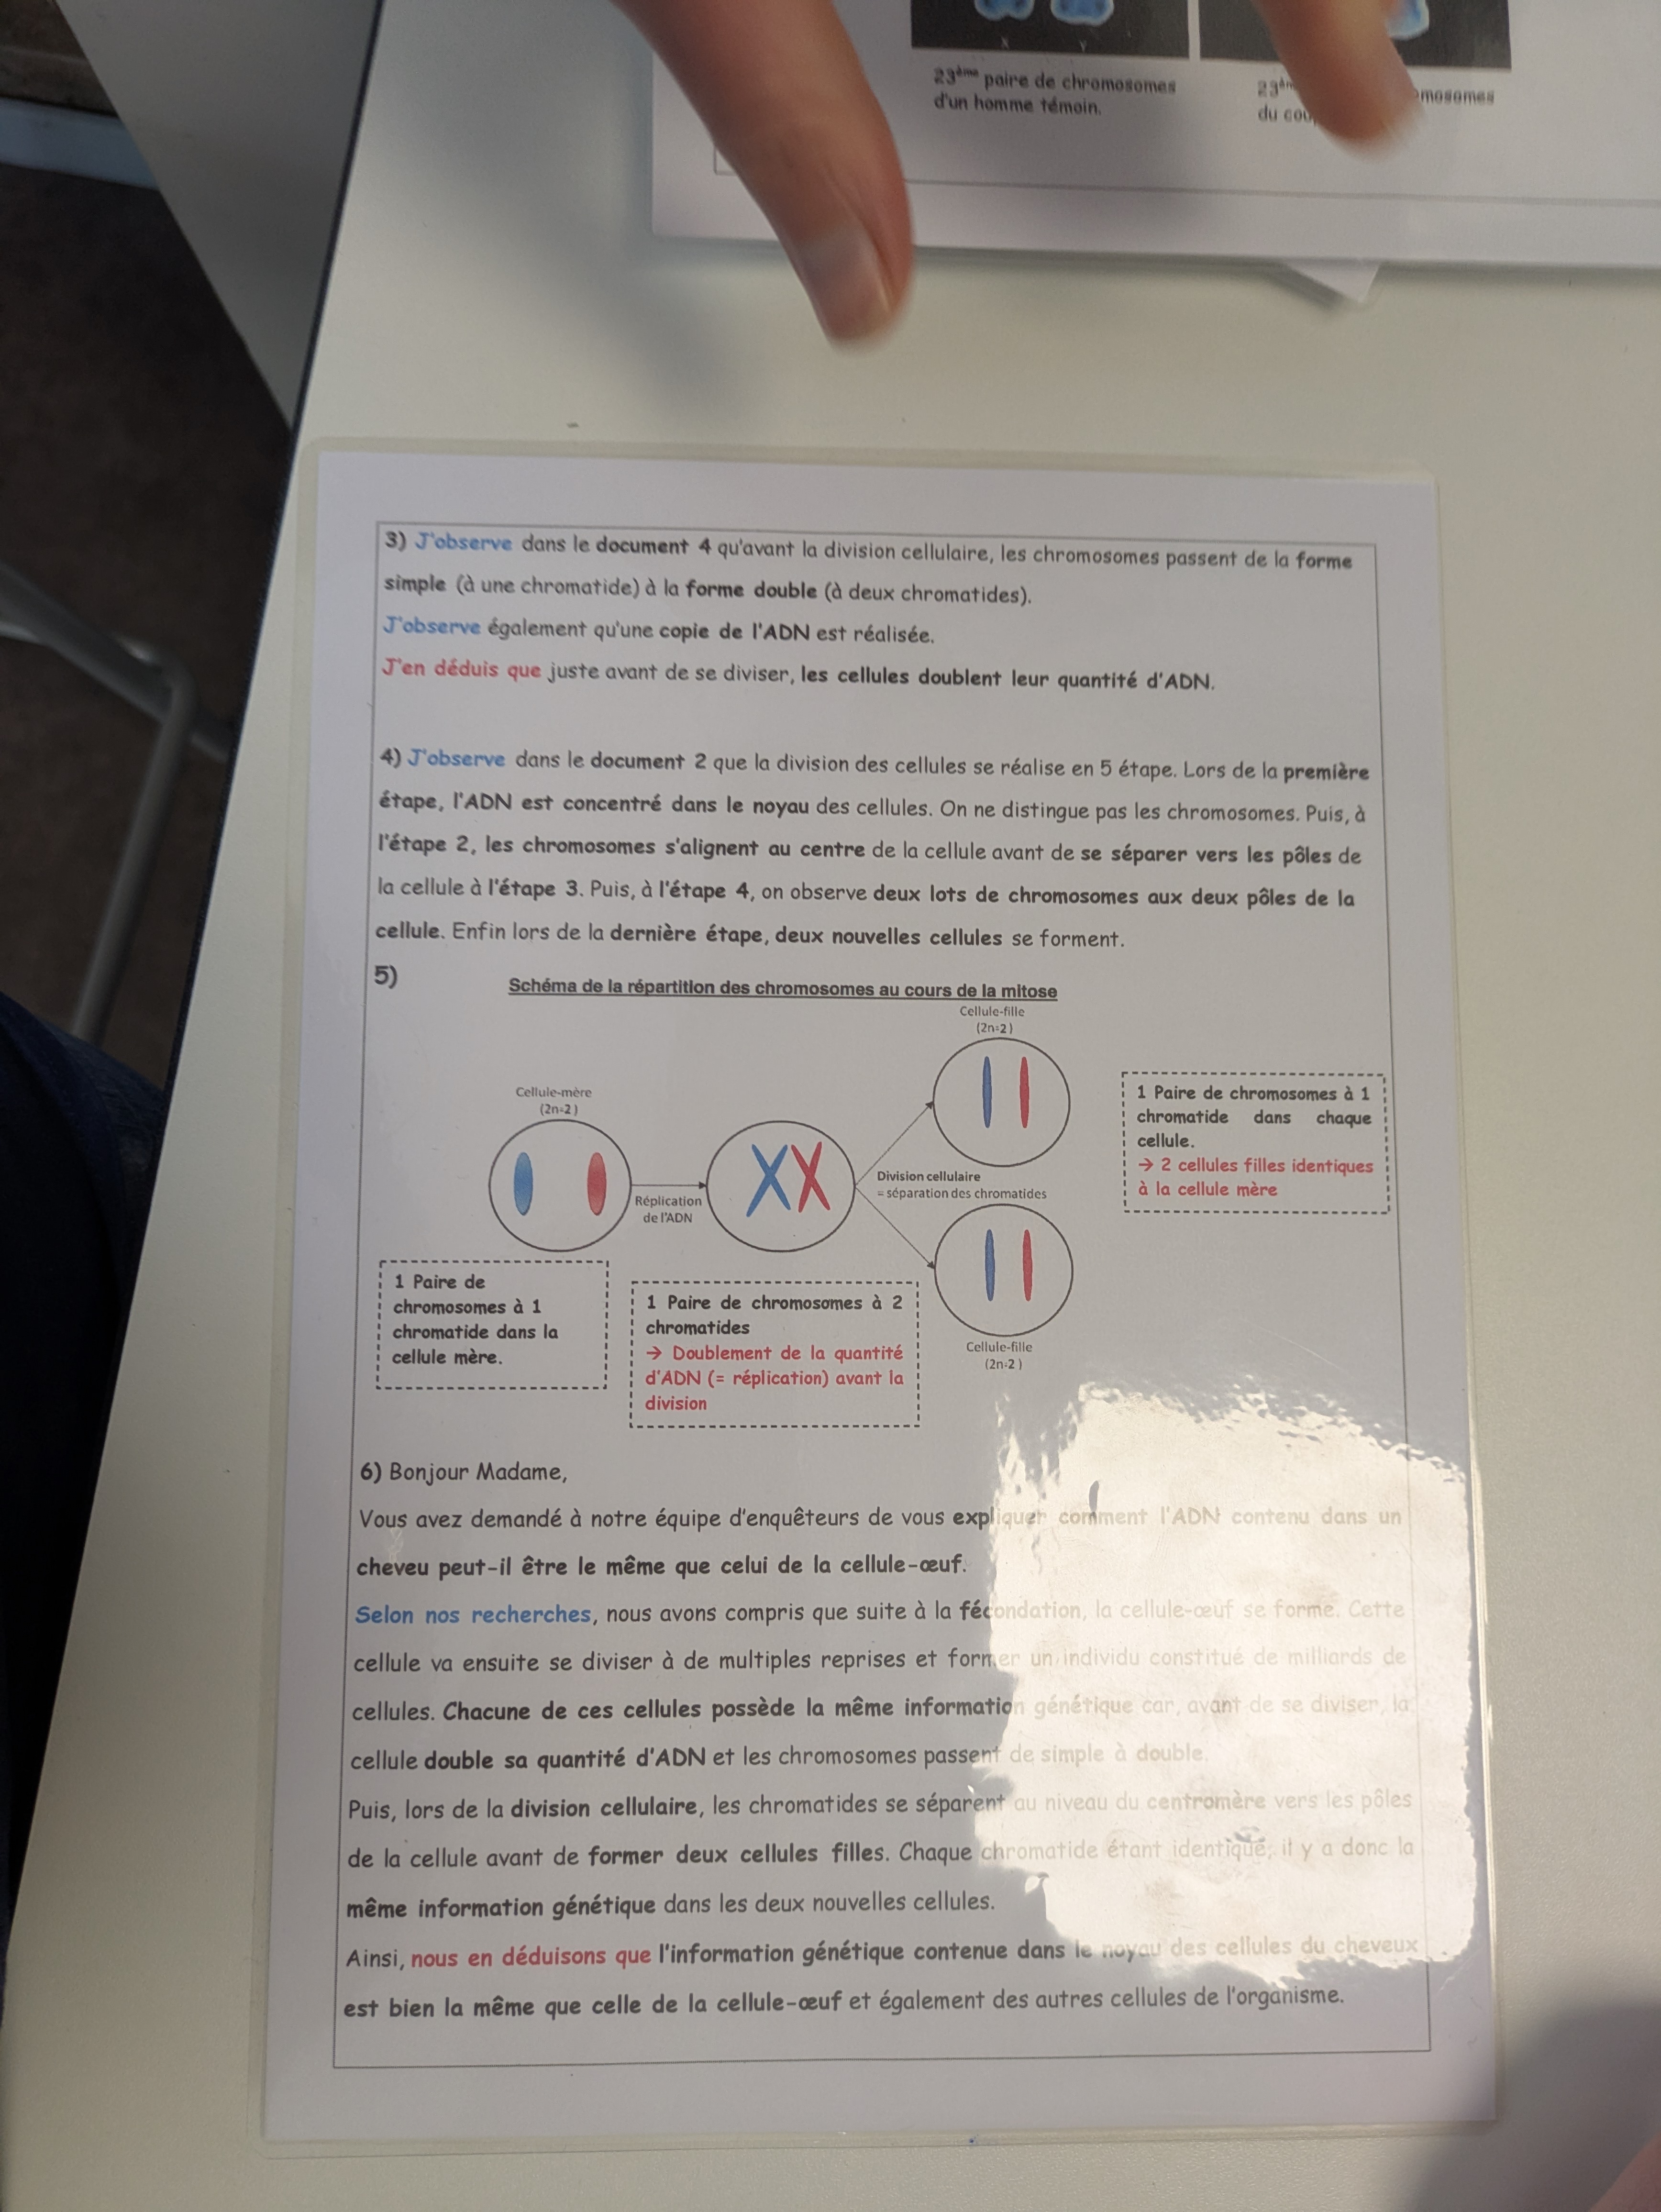 X Y
23ème paire de chromosomes
d'un homme témoin.
mosomes
du
3) J'observe dans le document 4 qu'avant la division cellulaire, les chromosomes passent de la forme
simple (à une chromatide) à la forme double (à deux chromatides).
J'observe également qu'une copie de l'ADN est réalisée.
J'en déduis que juste avant de se diviser, les cellules doublent leur quantité d'ADN.
4) J'observe dans le document 2 que la division des cellules se réalise en 5 étape. Lors de la première
étape, l'ADN est concentré dans le noyau des cellules. On ne distingue pas les chromosomes. Puis, à
l'étape 2, les chromosomes s'alignent au centre de la cellule avant de se séparer vers les pôles de
la cellule à l'étape 3. Puis, à l'étape 4, on observe deux lots de chromosomes aux deux pôles de la
cellule. Enfin lors de la dernière étape, deux nouvelles cellules se forment.
5)
Schéma de la répartition des chromosomes au cours de la mitose
Cellule-mère
(2n=2)
Réplication
de l'ADN
Division cellulaire
= séparation des chromatides
Cellule-fille
(2n=2)
Cellule-fille
(2n=2)
1 Paire de chromosomes à 1
chromatide dans chaque
cellule.
→ 2 cellules filles identiques
à la cellule mère
1 Paire de
chromosomes à 1
chromatide dans la
cellule mère.
1 Paire de chromosomes à 2
chromatides
→ Doublement de la quantité
d'ADN (= réplication) avant la
division
6) Bonjour Madame,
Vous avez demandé à notre équipe d'enquêteurs de vous expliquer comment l'ADN contenu dans un
cheveu peut-il être le même que celui de la cellule-œuf.
Selon nos recherches, nous avons compris que suite à la fécondation, la cellule-œuf se forme. Cette
cellule va ensuite se diviser à de multiples reprises et former un individu constitué de milliards de
cellules. Chacune de ces cellules possède la même information génétique car, avant de se diviser, la
cellule double sa quantité d'ADN et les chromosomes passent de simple à double.
Puis, lors de la division cellulaire, les chromatides se séparent au niveau du centromère vers les pôles
de la cellule avant de former deux cellules filles. Chaque chromatide étant identique, il y a donc la
même information génétique dans les deux nouvelles cellules.
Ainsi, nous en déduisons que l'information génétique contenue dans le noyau des cellules du cheveux
est bien la même que celle de la cellule-œuf et également des autres cellules de l'organisme.